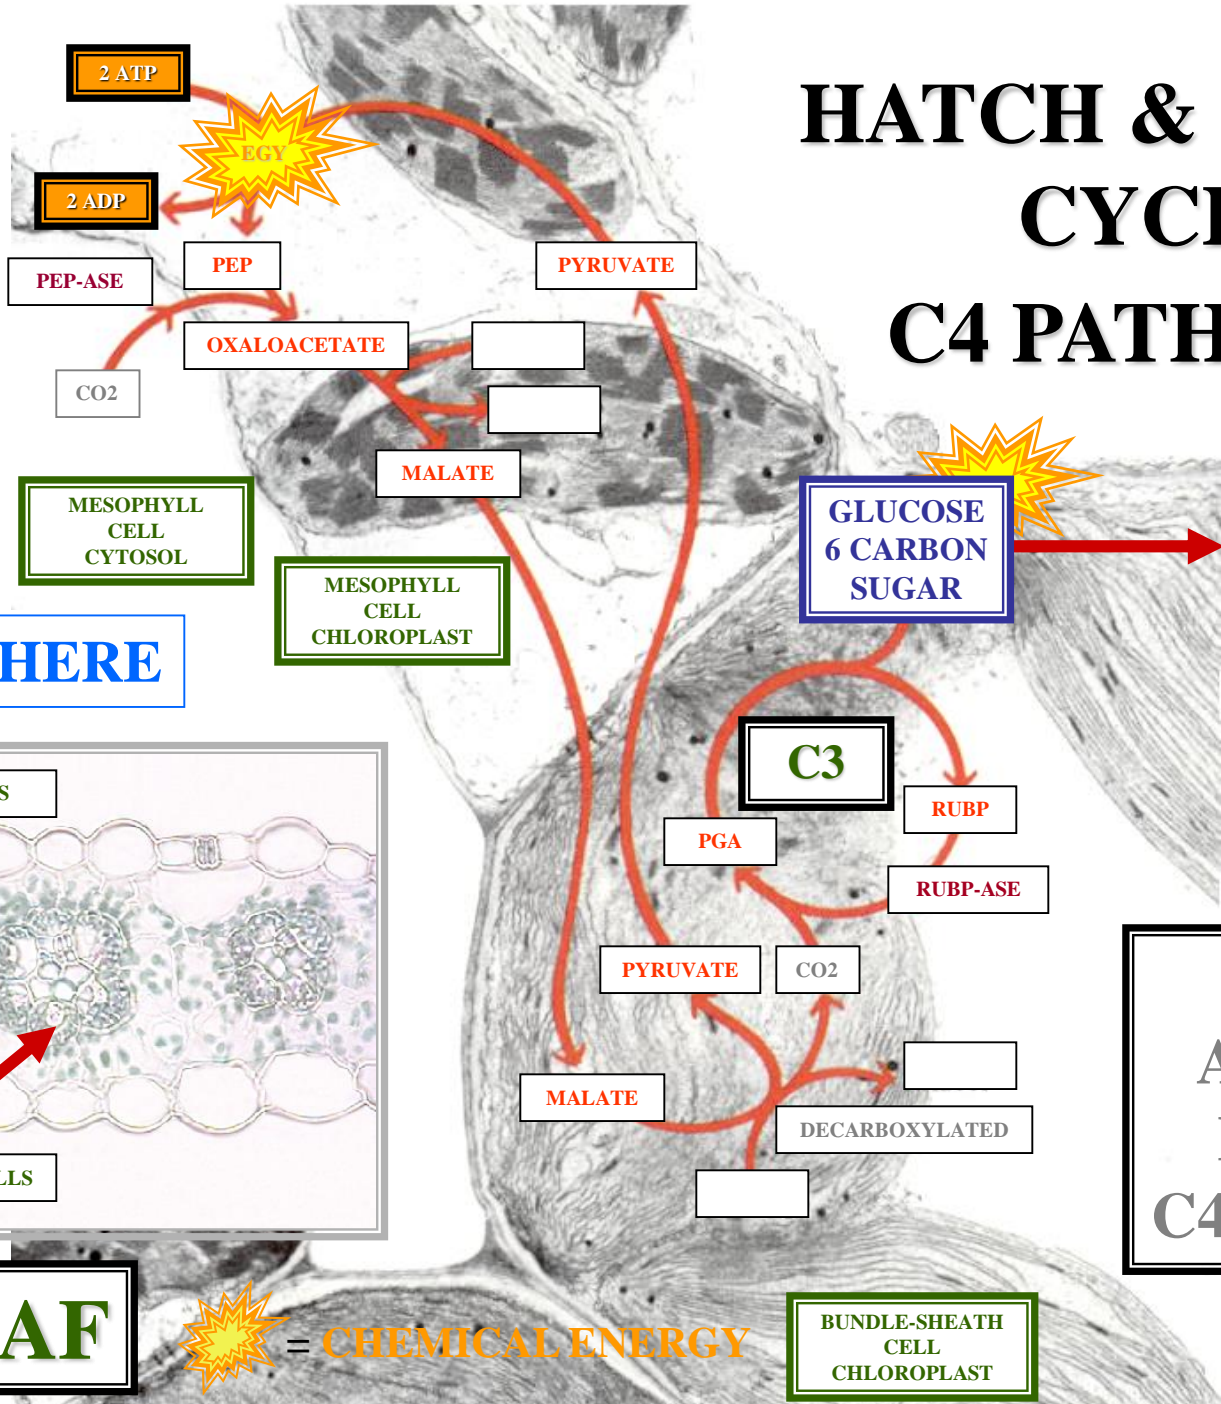 HATCH &
CYCL
C4 PATH
2 ATP
EGY
2 ADP
PEP-ASE
PEP
PYRUVATE
OXALOACETATE
CO2
MALATE
MESOPHYLL
CELL
CYTOSOL
MESOPHYLL
CELL
CHLOROPLAST
GLUCOSE
6 CARBON
SUGAR
HERE
C3
S
RUBP
PGA
RUBP-ASE
PYRUVATE
CO2
MALATE
DECARBOXYLATED
LLS
C4
AF
= CHEMICAL ENERGY
BUNDLE-SHEATH
CELL
CHLOROPLAST